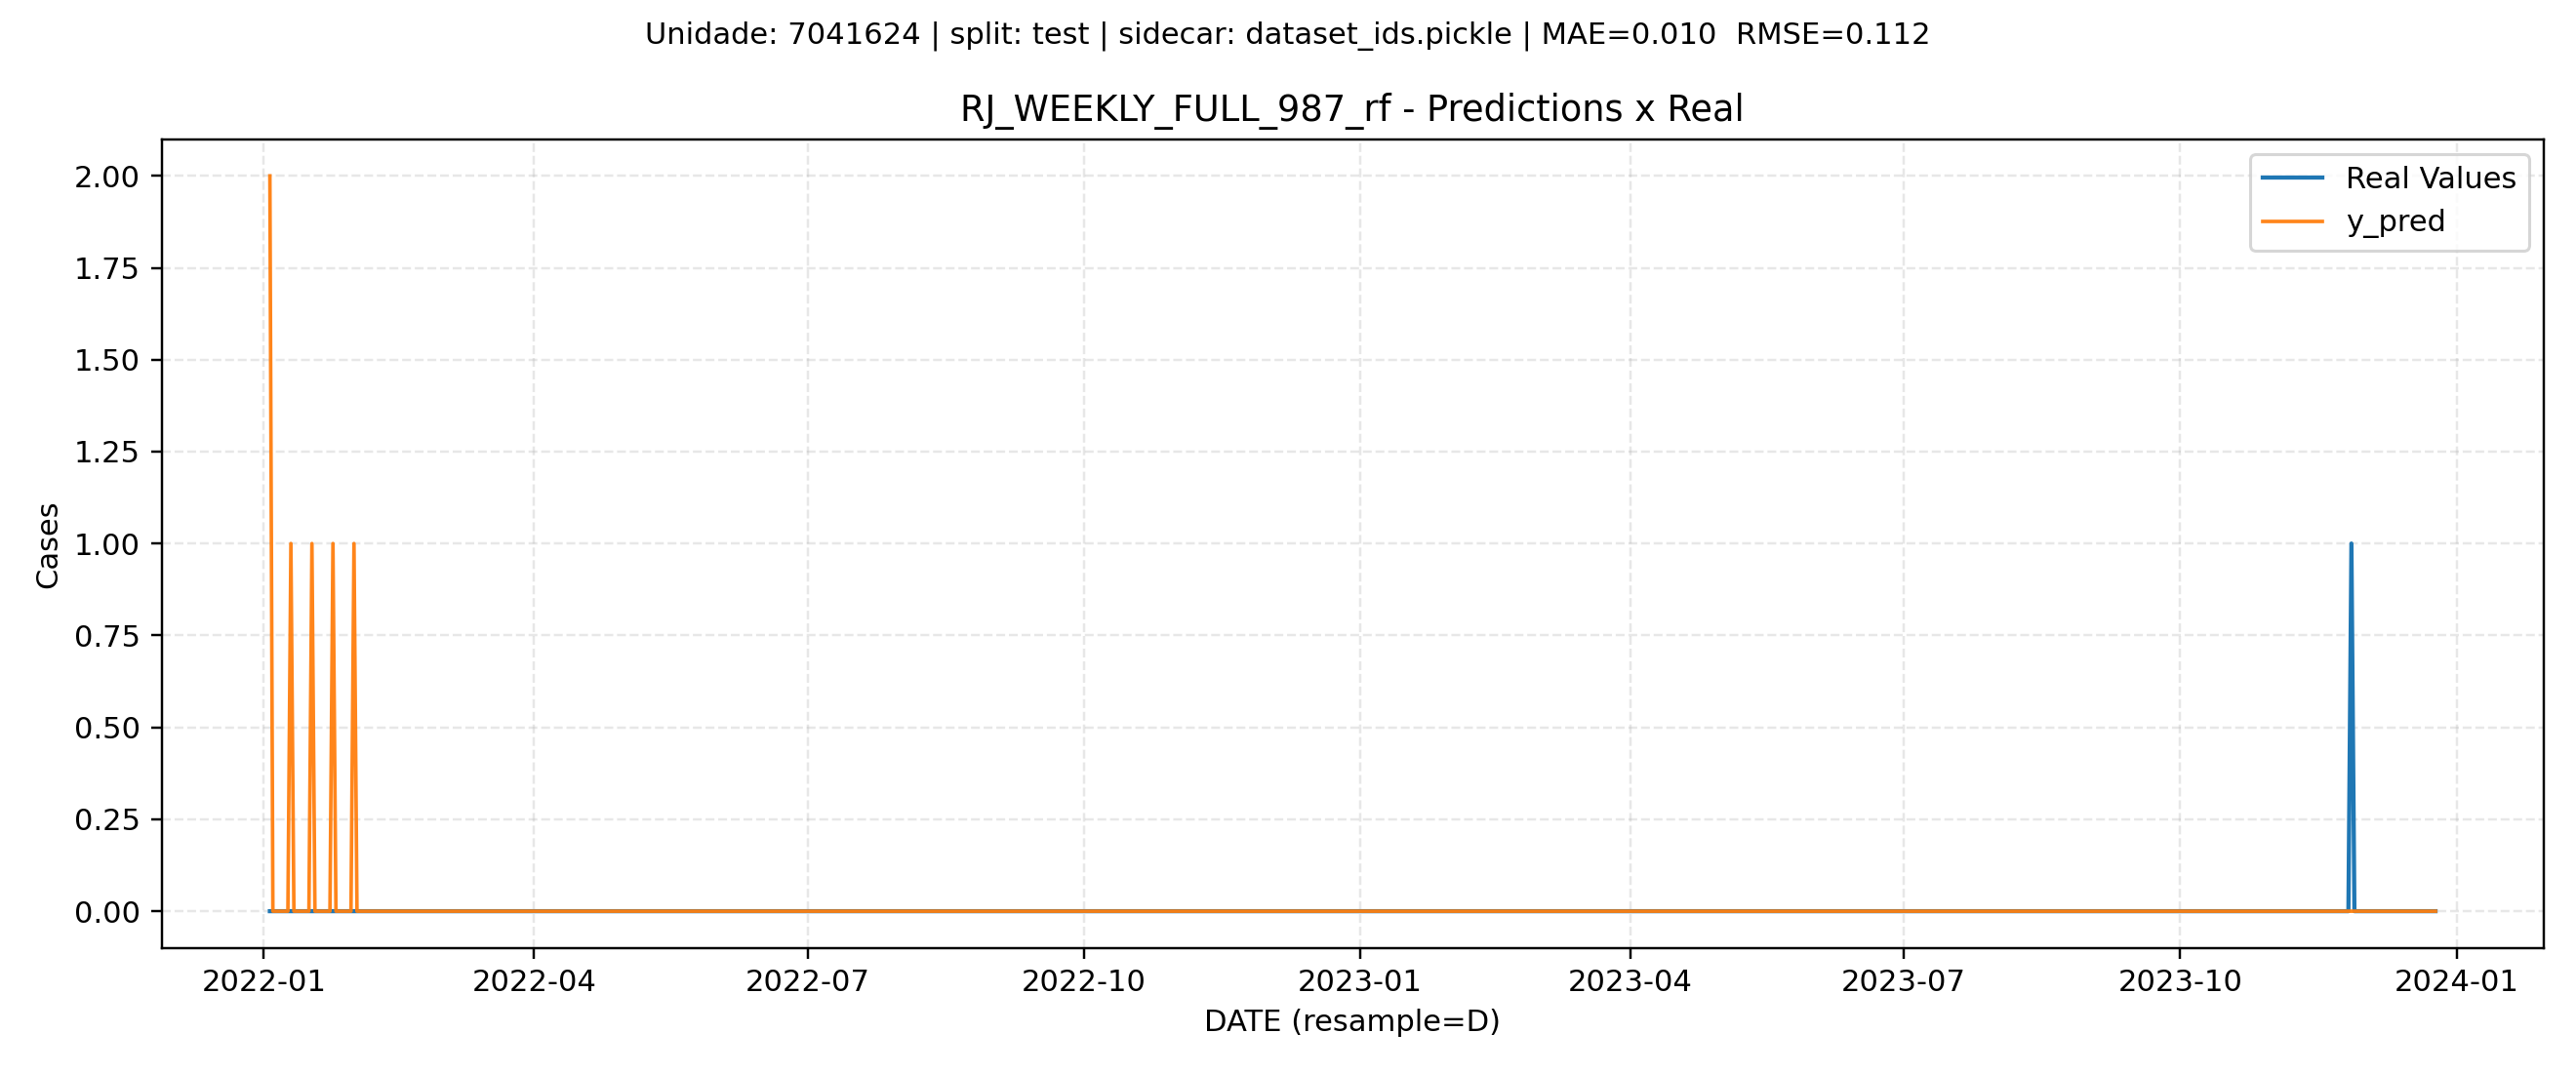 Unidade: 7041624 | split: test | sidecar: dataset_ids.pickle | MAE=0.010  RMSE=0.112
RJ_WEEKLY_FULL_987_rf - Predictions x Real
Real Values
y_pred
2.00
1.75
1.50
1.25
1.00
0.75
0.50
0.25
0.00
Cases
2022-01 2022-04 2022-07 2022-10 2023-01 2023-04 2023-07 2023-10 2024-01
DATE (resample=D)